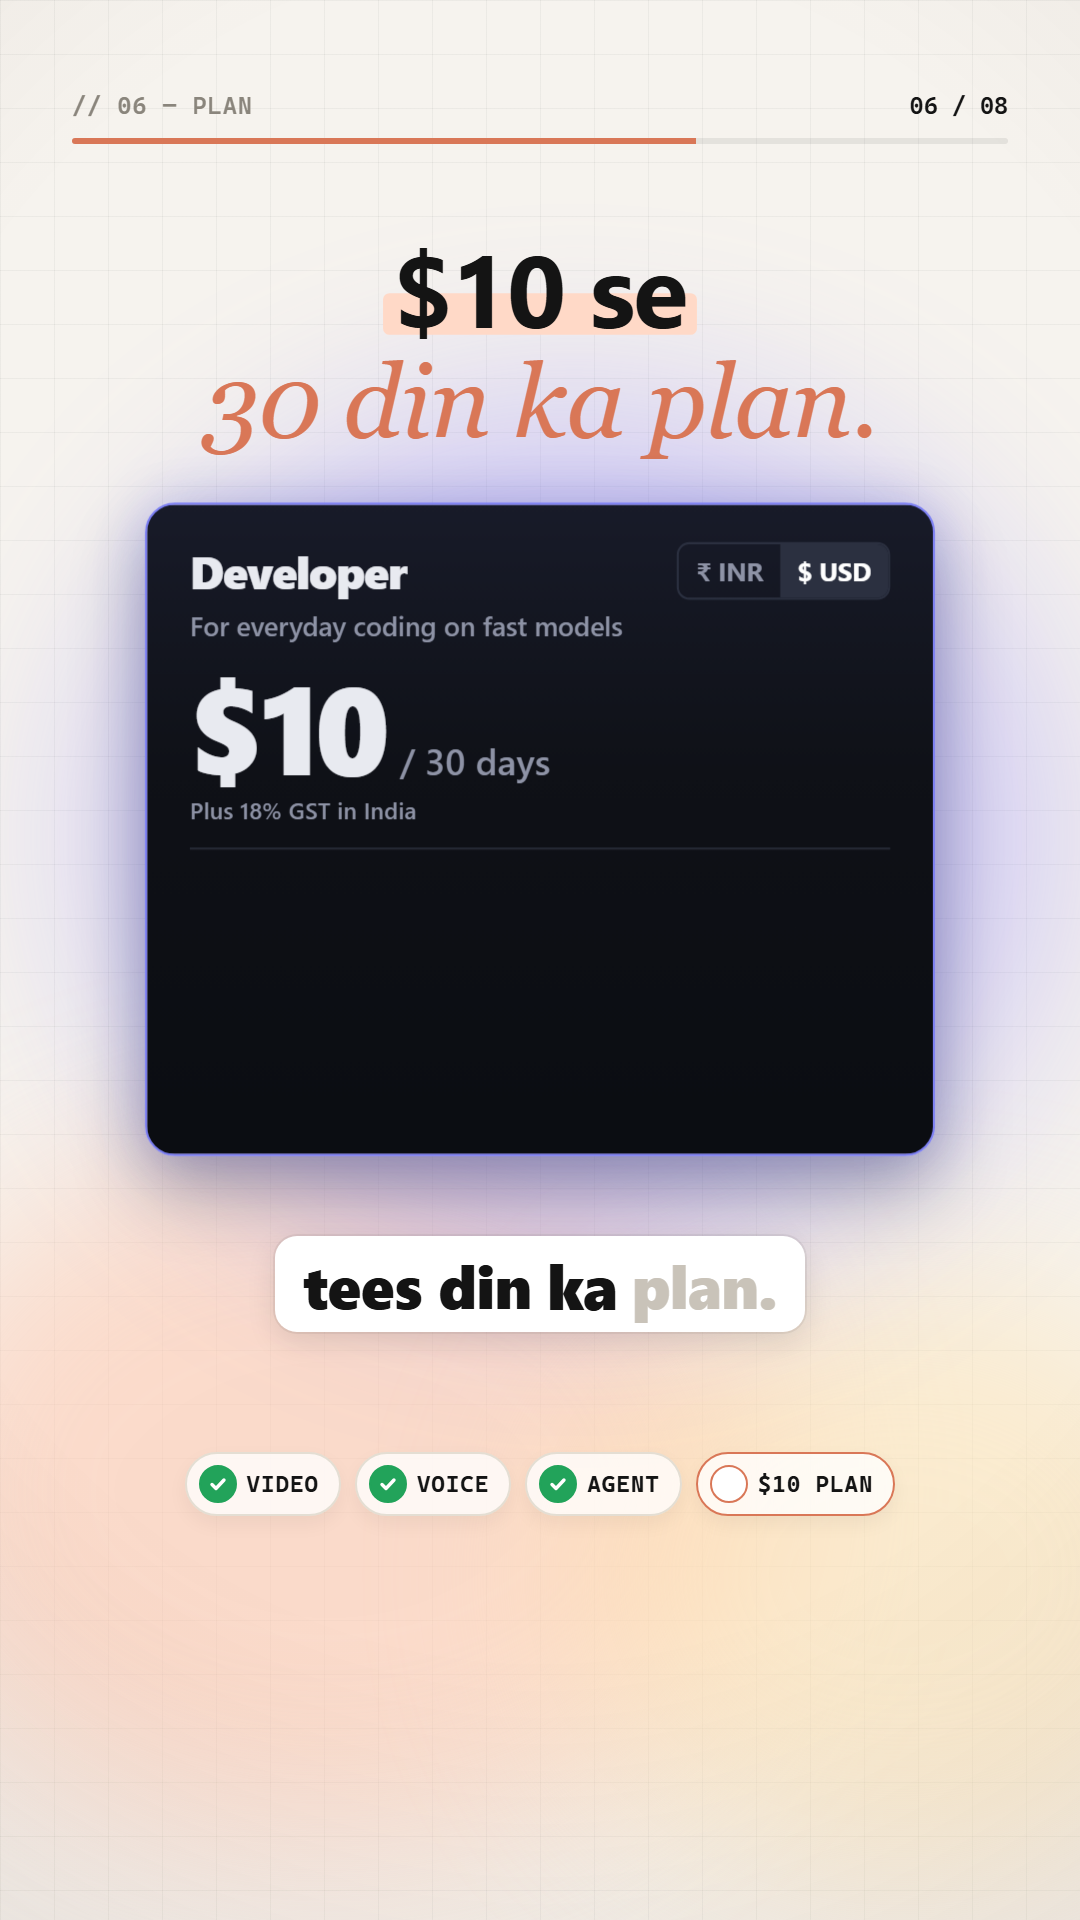 // 06 — PLAN
06 / 08
$10 se
30 din ka plan.
Developer
₹ INR
$ USD
For everyday coding on fast models
$10 / 30 days
Plus 18% GST in India
tees din ka plan.
VIDEO
VOICE
AGENT
$10 PLAN